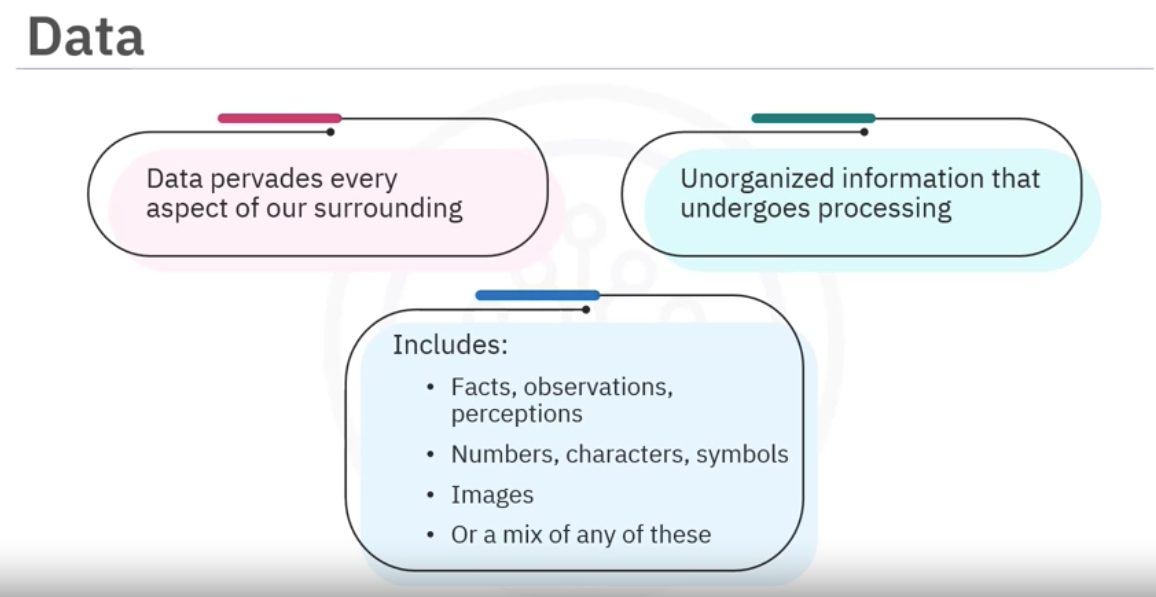 Data
Data pervades every
aspect of our surrounding
Unorganized information that
undergoes processing
Includes:
• Facts, observations,
perceptions
• Numbers, characters, symbols
• Images
• Or a mix of any of these